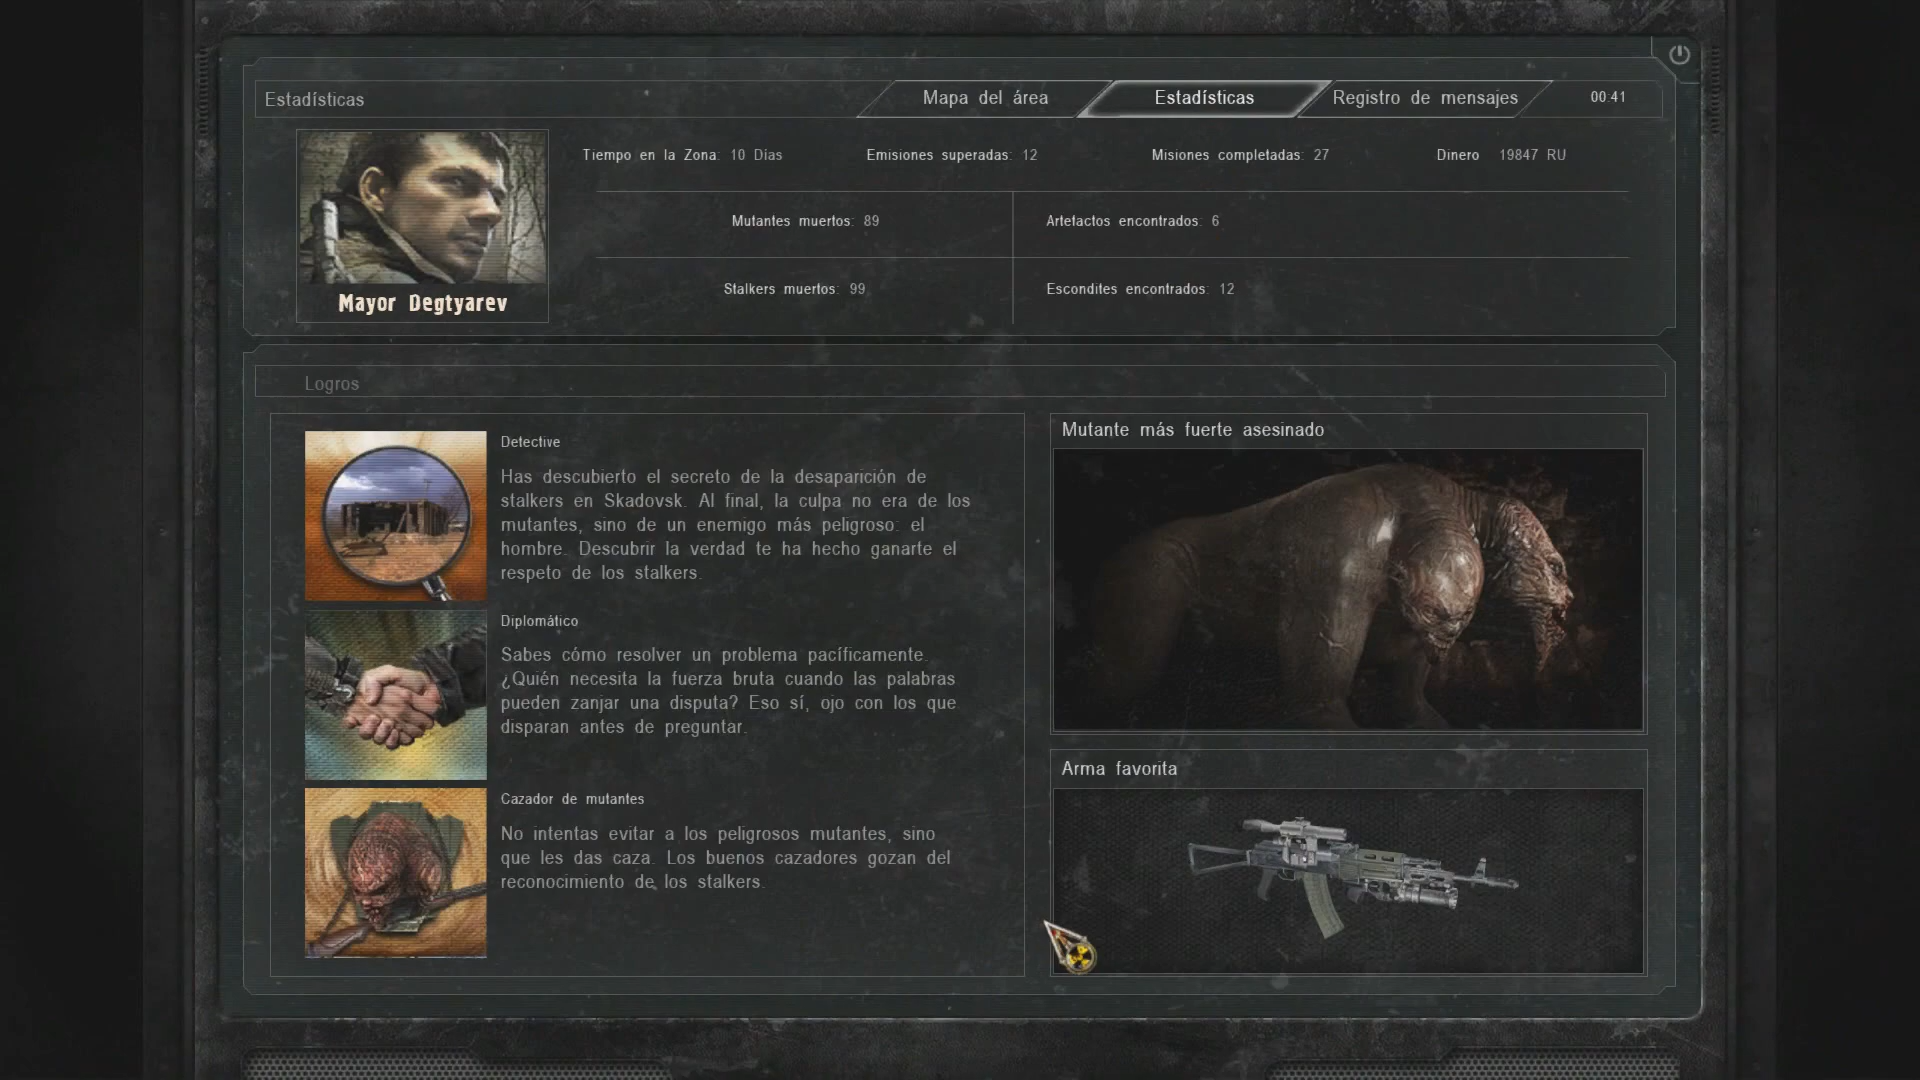 Estadísticas
Mapa del área
Estadísticas
Registro de mensajes
00:41
Tiempo en la Zona: 10 Días
Emisiones superadas: 12
Misiones completadas: 27
Dinero 19847 RU
Mutantes muertos: 89
Artefactos encontrados: 6
Stalkers muertos: 99
Escondites encontrados: 12
Mayor Degtyarev
Logros
Detective
Has descubierto el secreto de la desaparición de
stalkers en Skadovsk. Al final, la culpa no era de los
mutantes, sino de un enemigo más peligroso: el
hombre. Descubrir la verdad te ha hecho ganarte el
respeto de los stalkers.
Diplomático
Sabes cómo resolver un problema pacíficamente.
¿Quién necesita la fuerza bruta cuando las palabras
pueden zanjar una disputa? Eso sí, ojo con los que
disparan antes de preguntar.
Cazador de mutantes
No intentas evitar a los peligrosos mutantes, sino
que les das caza. Los buenos cazadores gozan del
reconocimiento de los stalkers.
Mutante más fuerte asesinado
Arma favorita